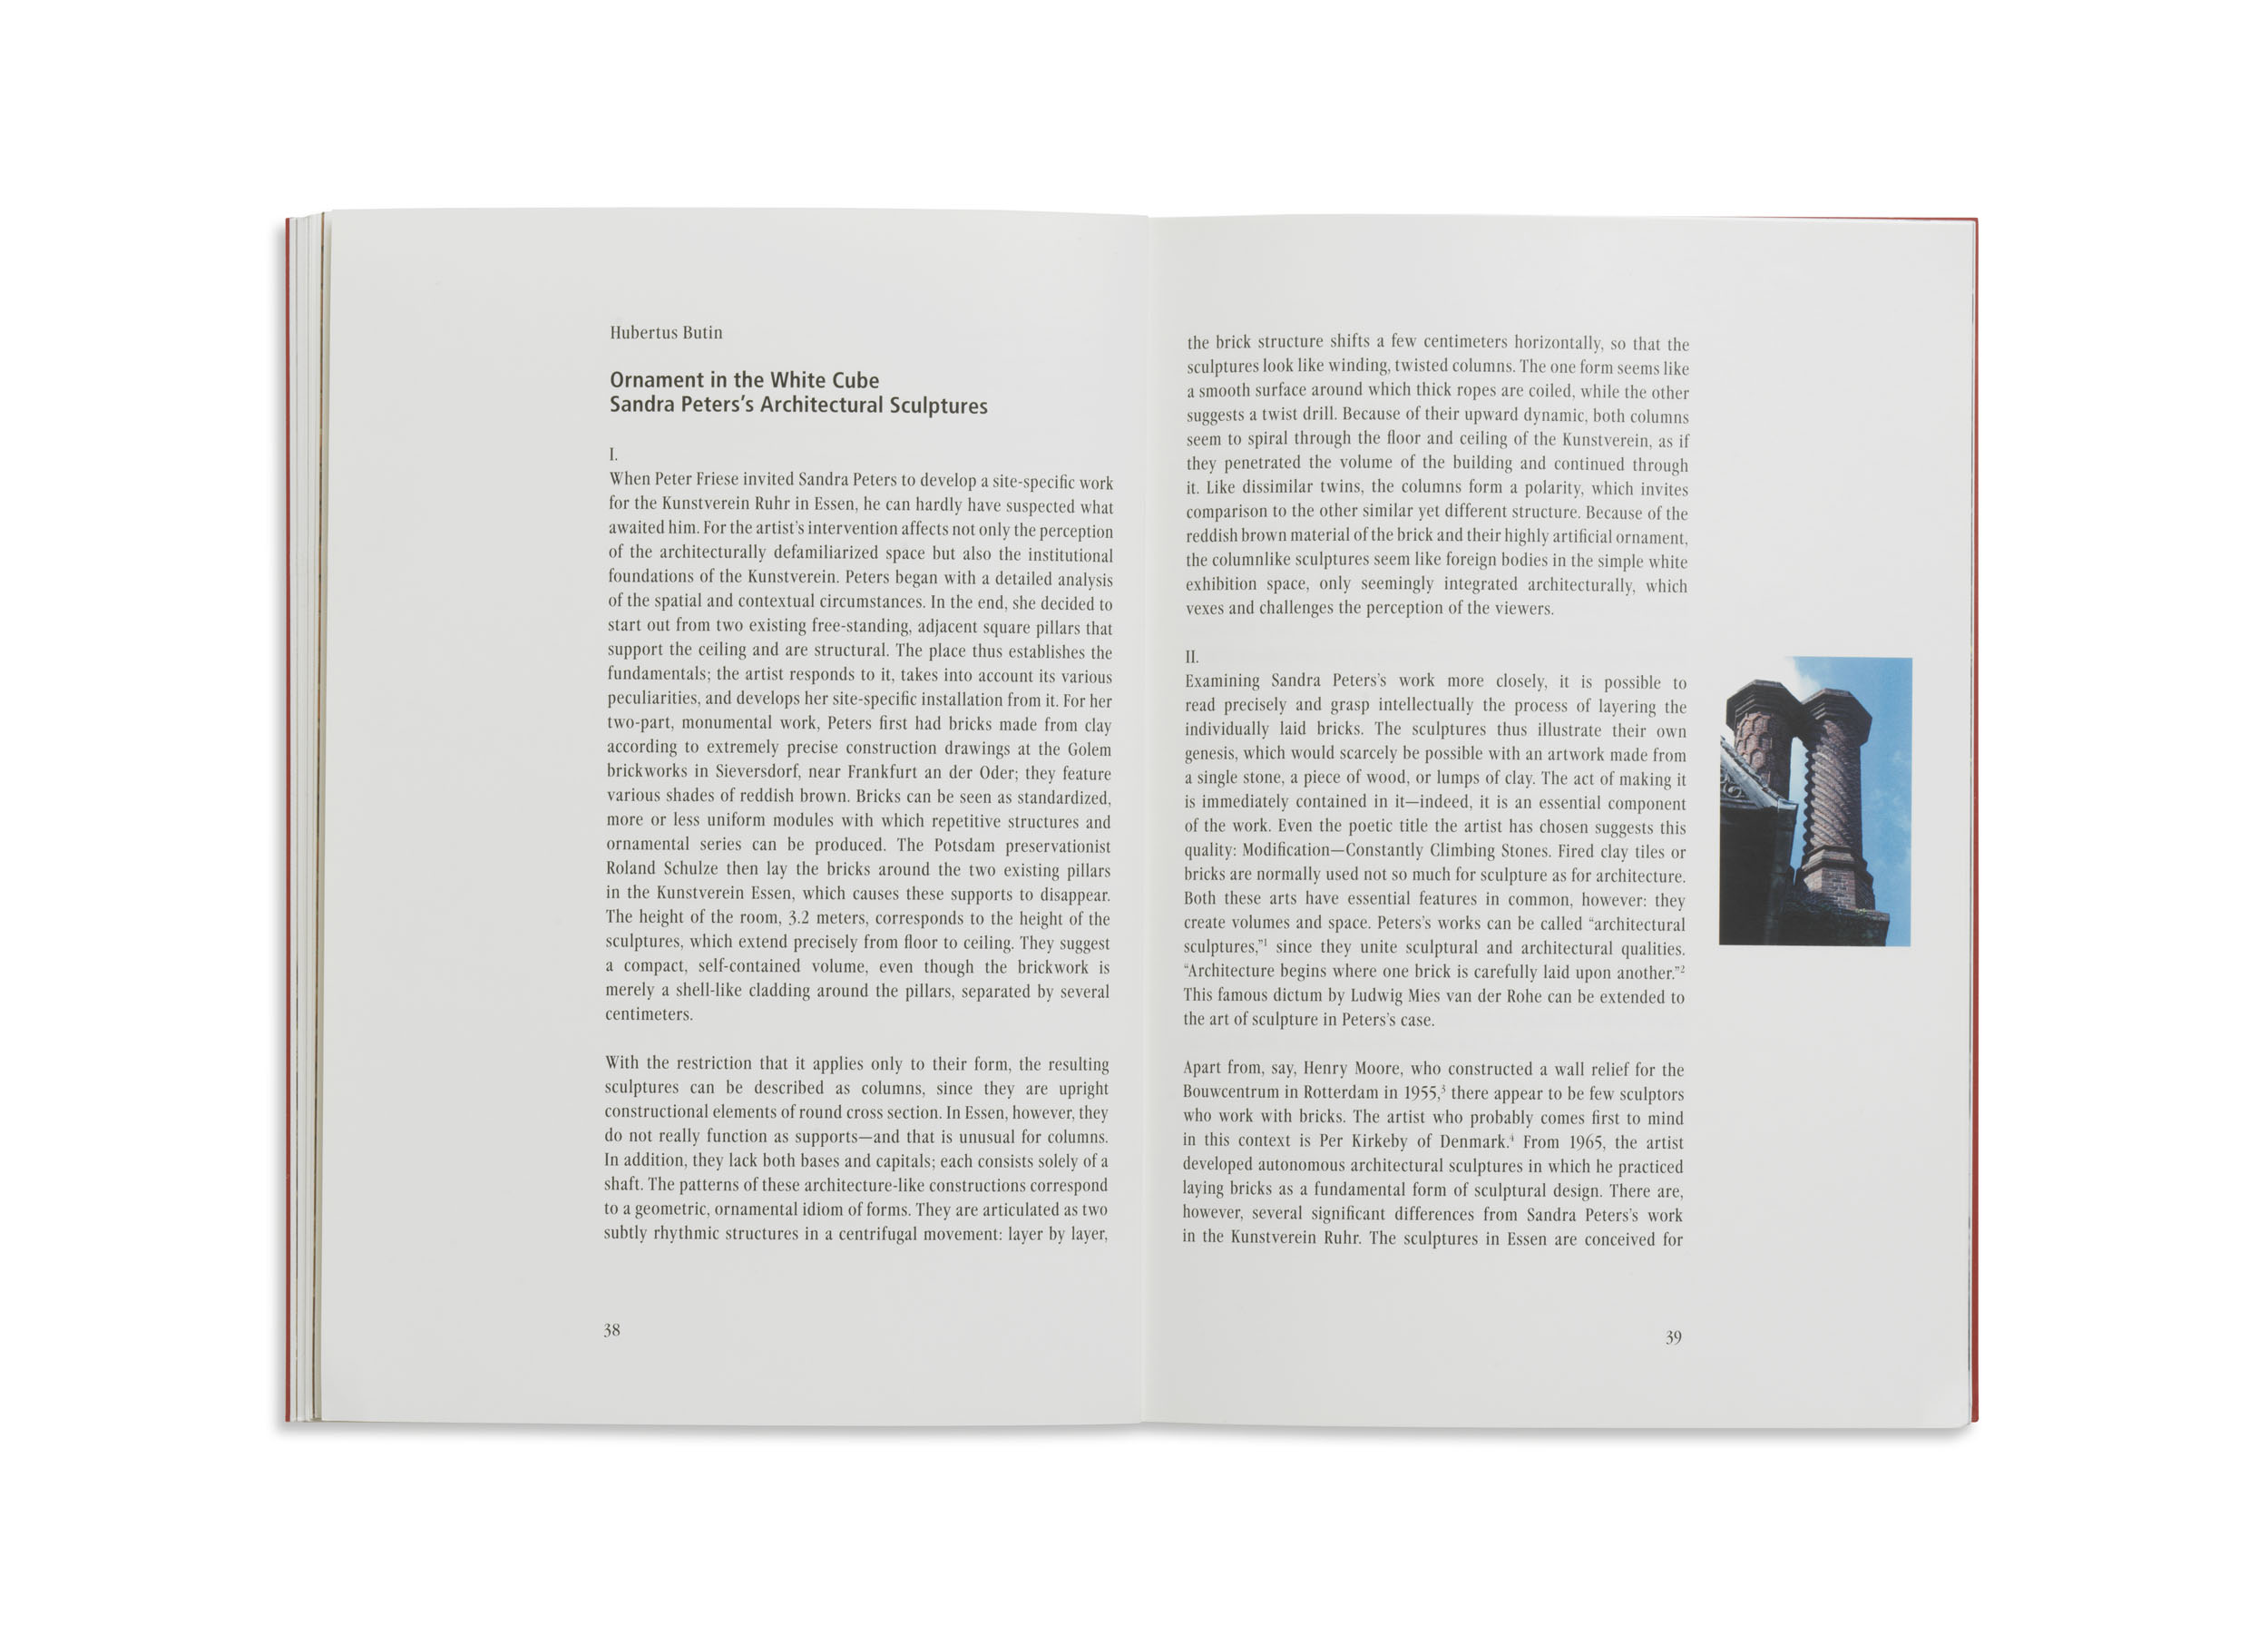 Hubertus Butin
Ornament in the White Cube
Sandra Peters’s Architectural Sculptures
I.
When Peter Friese invited Sandra Peters to develop a site-specific work
for the Kunstverein Ruhr in Essen, he can hardly have suspected what
awaited him. For the artist’s intervention affects not only the perception
of the architecturally defamiliarized space but also the institutional
foundations of the Kunstverein. Peters began with a detailed analysis
of the spatial and contextual circumstances. In the end, she decided to
start out from two existing free-standing, adjacent square pillars that
support the ceiling and are structural. The place thus establishes the
fundamentals; the artist responds to it, takes into account its various
peculiarities, and develops her site-specific installation from it. For her
two-part, monumental work, Peters first had bricks made from clay
according to extremely precise construction drawings at the Golem
brickworks in Sieversdorf, near Frankfurt an der Oder; they feature
various shades of reddish brown. Bricks can be seen as standardized,
more or less uniform modules with which repetitive structures and
ornamental series can be produced. The Potsdam preservationist
Roland Schulze then lay the bricks around the two existing pillars
in the Kunstverein Essen, which causes these supports to disappear.
The height of the room, 3.2 meters, corresponds to the height of the
sculptures, which extend precisely from floor to ceiling. They suggest
a compact, self-contained volume, even though the brickwork is
merely a shell-like cladding around the pillars, separated by several
centimeters.
With the restriction that it applies only to their form, the resulting
sculptures can be described as columns, since they are upright
constructional elements of round cross section. In Essen, however, they
do not really function as supports—and that is unusual for columns.
In addition, they lack both bases and capitals; each consists solely of a
shaft. The patterns of these architecture-like constructions correspond
to a geometric, ornamental idiom of forms. They are articulated as two
subtly rhythmic structures in a centrifugal movement: layer by layer,
38
the brick structure shifts a few centimeters horizontally, so that the
sculptures look like winding, twisted columns. The one form seems like
a smooth surface around which thick ropes are coiled, while the other
suggests a twist drill. Because of their upward dynamic, both columns
seem to spiral through the floor and ceiling of the Kunstverein, as if
they penetrated the volume of the building and continued through
it. Like dissimilar twins, the columns form a polarity, which invites
comparison to the other similar yet different structure. Because of the
reddish brown material of the brick and their highly artificial ornament,
the columnlike sculptures seem like foreign bodies in the simple white
exhibition space, only seemingly integrated architecturally, which
vexes and challenges the perception of the viewers.
II.
Examining Sandra Peters’s work more closely, it is possible to
read precisely and grasp intellectually the process of layering the
individually laid bricks. The sculptures thus illustrate their own
genesis, which would scarcely be possible with an artwork made from
a single stone, a piece of wood, or lumps of clay. The act of making it
is immediately contained in it—indeed, it is an essential component
of the work. Even the poetic title the artist has chosen suggests this
quality: Modification—Constantly Climbing Stones. Fired clay tiles or
bricks are normally used not so much for sculpture as for architecture.
Both these arts have essential features in common, however: they
create volumes and space. Peters’s works can be called “architectural
sculptures,”¹ since they unite sculptural and architectural qualities.
“Architecture begins where one brick is carefully laid upon another.”²
This famous dictum by Ludwig Mies van der Rohe can be extended to
the art of sculpture in Peters’s case.
Apart from, say, Henry Moore, who constructed a wall relief for the
Bouwcentrum in Rotterdam in 1955,³ there appear to be few sculptors
who work with bricks. The artist who probably comes first to mind
in this context is Per Kirkeby of Denmark.⁴ From 1965, the artist
developed autonomous architectural sculptures in which he practiced
laying bricks as a fundamental form of sculptural design. There are,
however, several significant differences from Sandra Peters’s work
in the Kunstverein Ruhr. The sculptures in Essen are conceived for
39